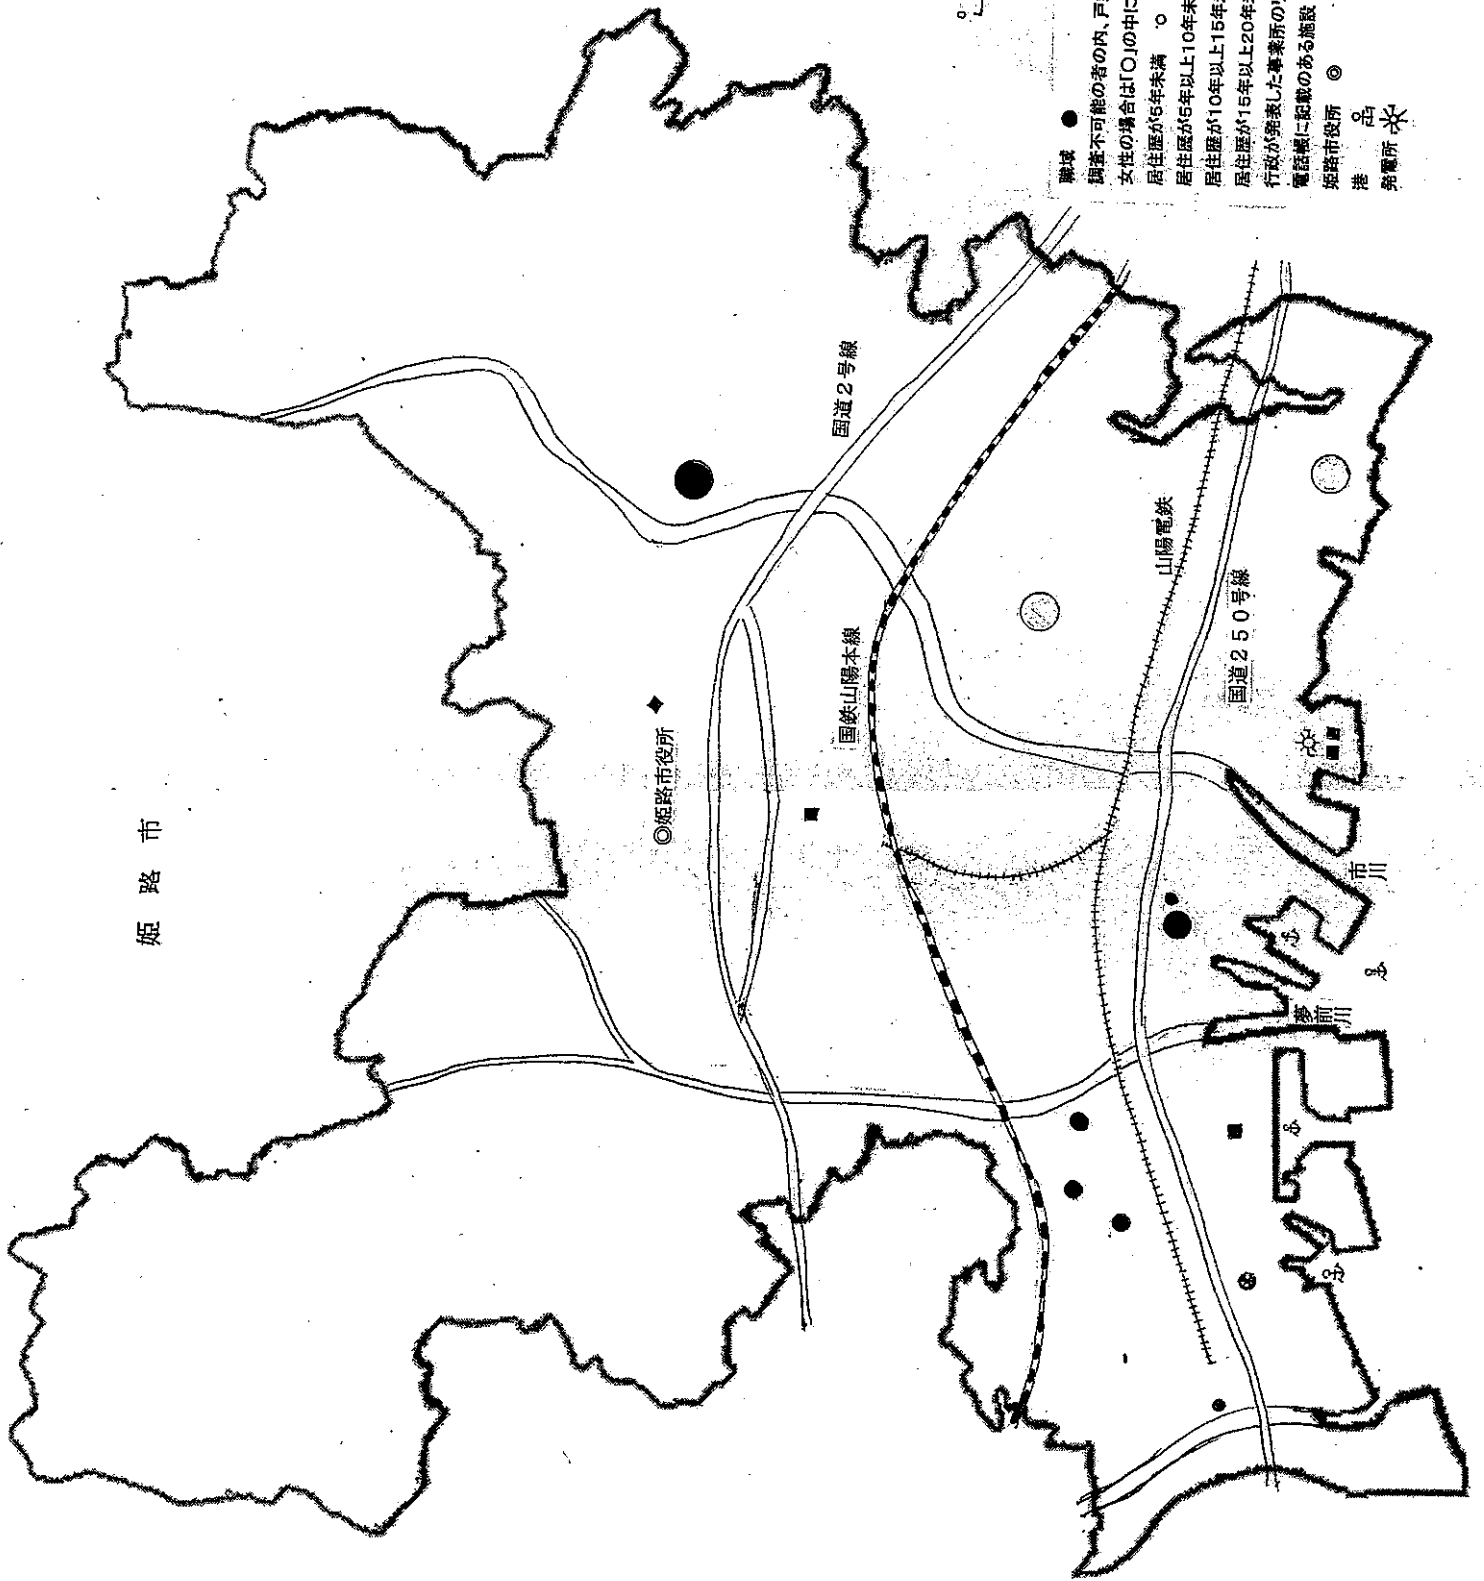 姫路市
◎姫路市役所
国道2号線
国鉄山陽本線
山陽電鉄
国道250号線
市川
夢前川
職域 ●
調査不可能の者の内、戸
女性の場合は「○」の中に
居住歴が5年未満 ○
居住歴が5年以上10年未
居住歴が10年以上15年
居住歴が15年以上20年
行政が発表した事業所の
電話帳に記載のある施設
姫路市役所 ◎
港
発電所